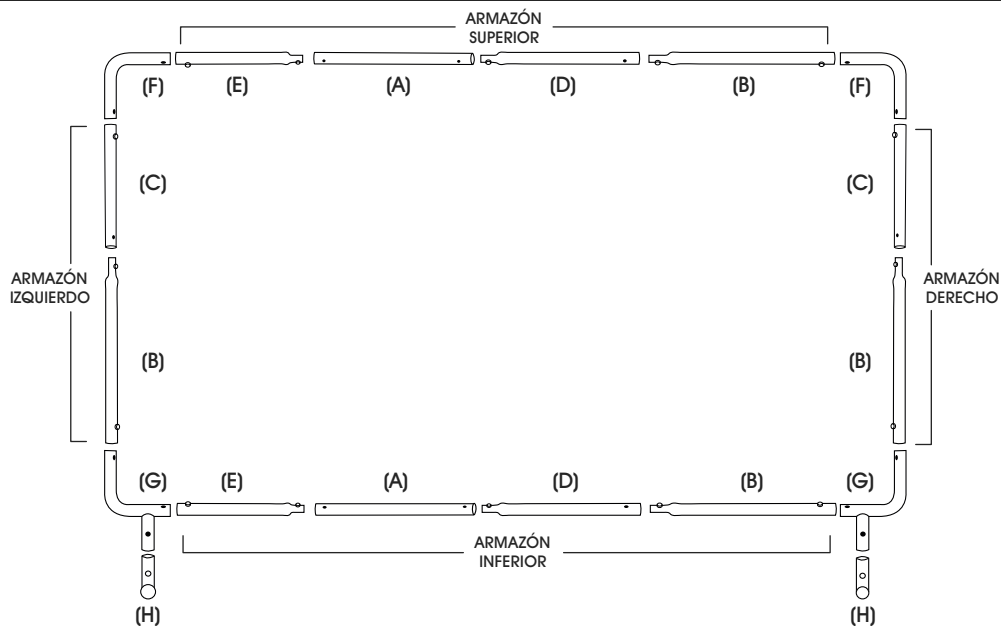 ARMAZÓN
SUPERIOR
(F)
(E)
(A)
(D)
(B)
(F)
(C)
(C)
ARMAZÓN
IZQUIERDO
ARMAZÓN
DERECHO
(B)
(B)
(G)
(E)
(A)
(D)
(B)
(G)
ARMAZÓN
INFERIOR
(H)
(H)